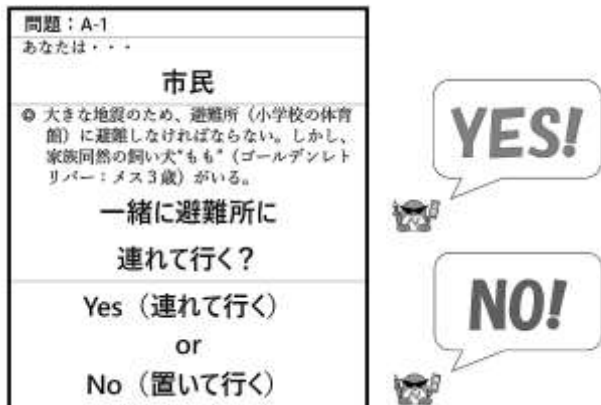 問題：A-1
あなたは・・・
市民
◎ 大きな地震のため、避難所（小学校の体育
館）に避難しなければならない。しかし、
家族同然の飼い犬“もも”（ゴールデンレト
リバー：メス３歳）がいる。
一緒に避難所に
連れて行く？
Yes（連れて行く）
or
No（置いて行く）
YES!
NO!